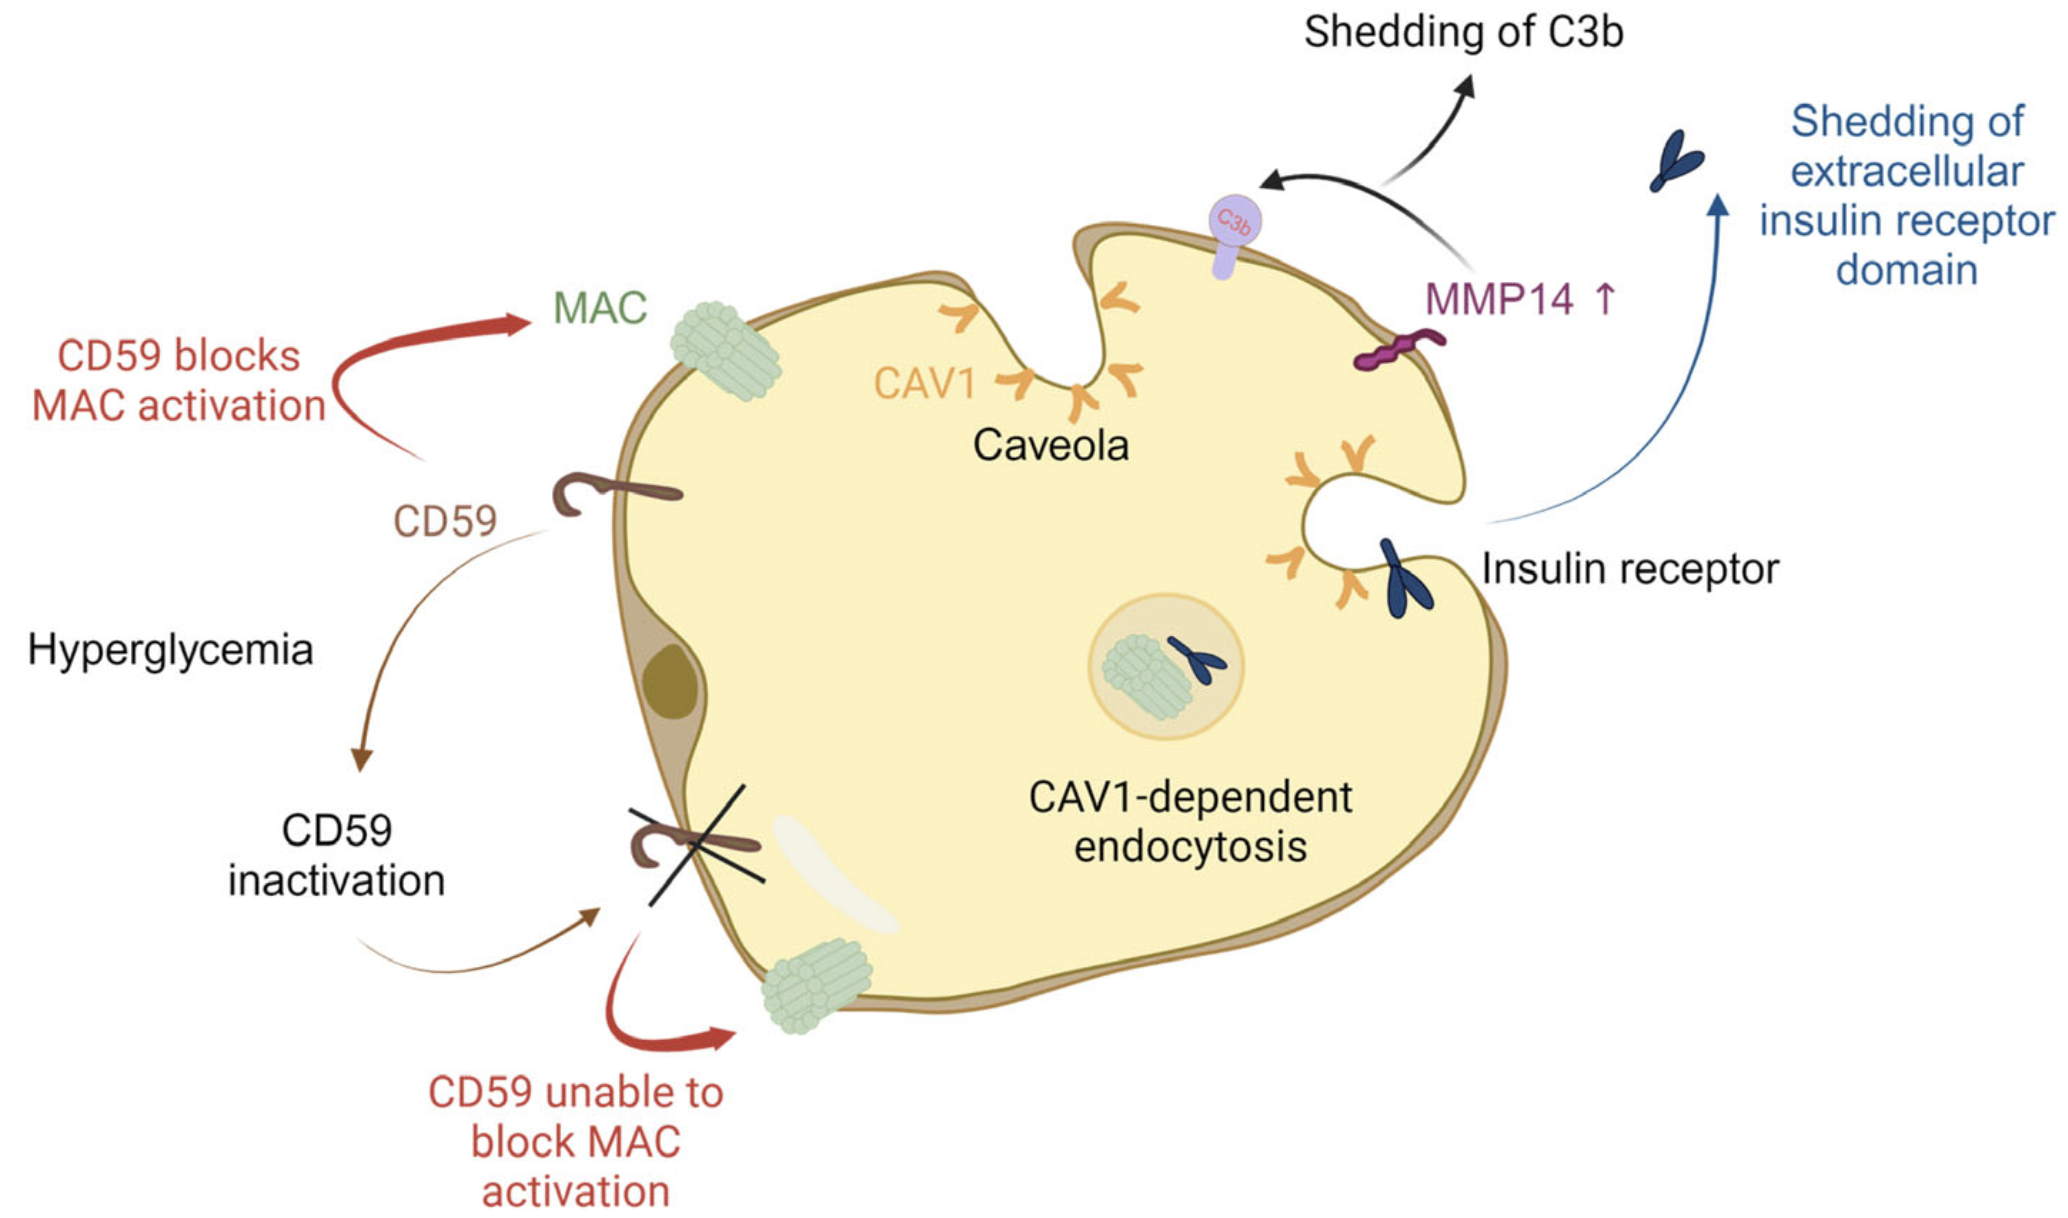 Shedding of C3b
Shedding of
extracellular
insulin receptor
domain
C3b
MMP14 ↑
MAC
CD59 blocks
MAC activation
CAV1
Caveola
CD59
Insulin receptor
Hyperglycemia
CAV1-dependent
endocytosis
CD59
inactivation
CD59 unable to
block MAC
activation